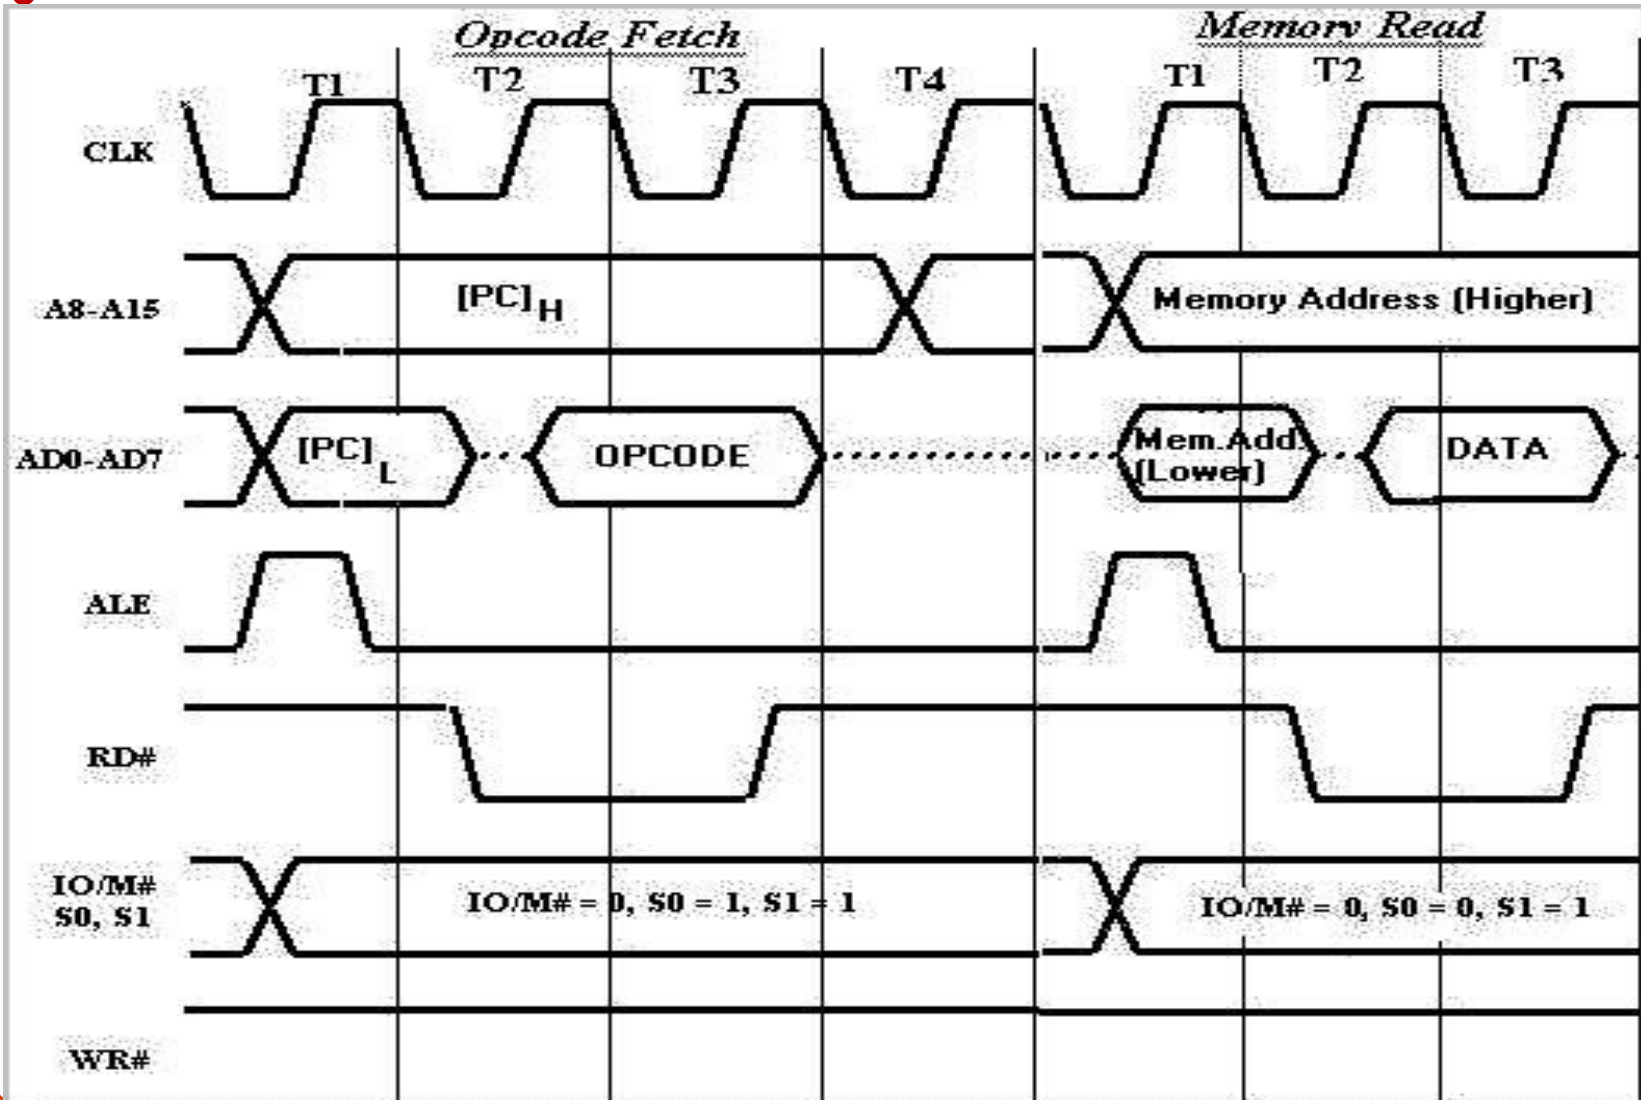 Opcode Fetch
Memory Read
T1
T2
T3
T4
T1
T2
T3
CLK
A8-A15
[PC]H
Memory Address (Higher)
AD0-AD7
[PC]L
OPCODE
Mem.Add.
(Lower)
DATA
ALE
RD#
IO/M#
S0, S1
IO/M# = 0, S0 = 1, S1 = 1
IO/M# = 0, S0 = 0, S1 = 1
WR#